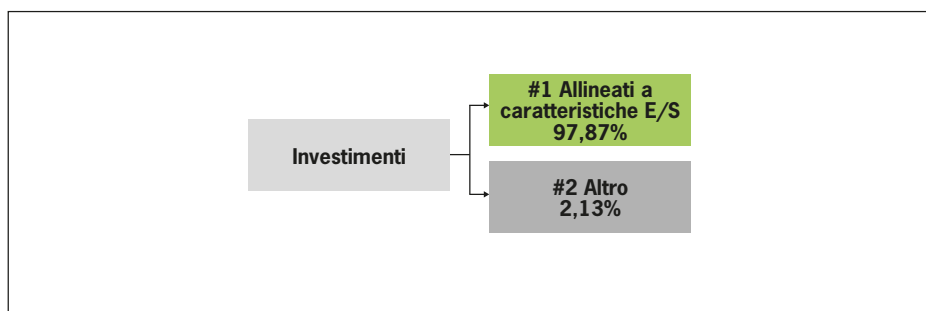 #1 Allineati a
caratteristiche E/S
97,87%
Investimenti
#2 Altro
2,13%